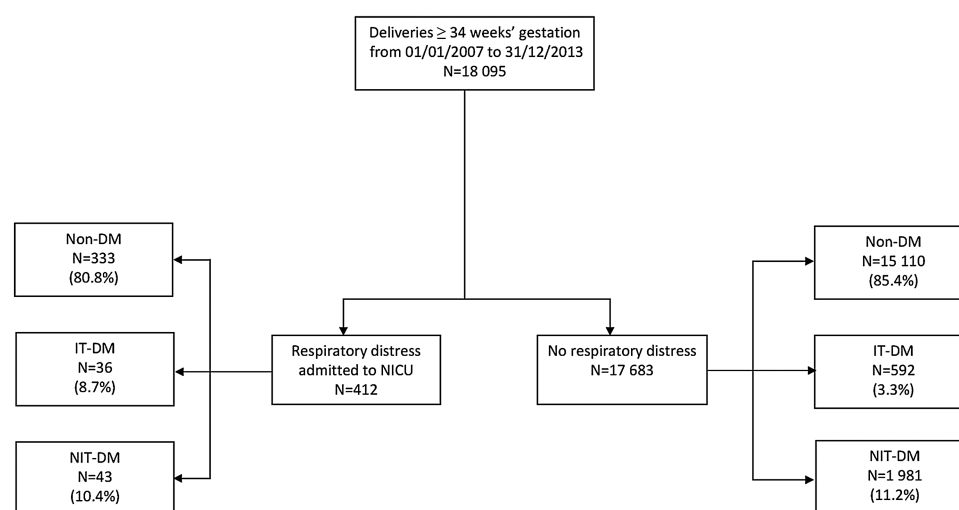 Deliveries ≥ 34 weeks’ gestation
from 01/01/2007 to 31/12/2013
N=18 095
Non-DM
N=333
(80.8%)
Non-DM
N=15 110
(85.4%)
IT-DM
N=36
(8.7%)
Respiratory distress
admitted to NICU
N=412
No respiratory distress
N=17 683
IT-DM
N=592
(3.3%)
NIT-DM
N=43
(10.4%)
NIT-DM
N=1 981
(11.2%)